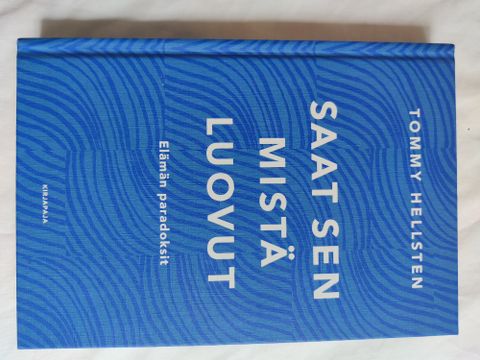 TOMMY HELLSTEN
SAAT SEN
MISTÄ
LUOVUT
Elämän paradoksit
KIRJAPAJA